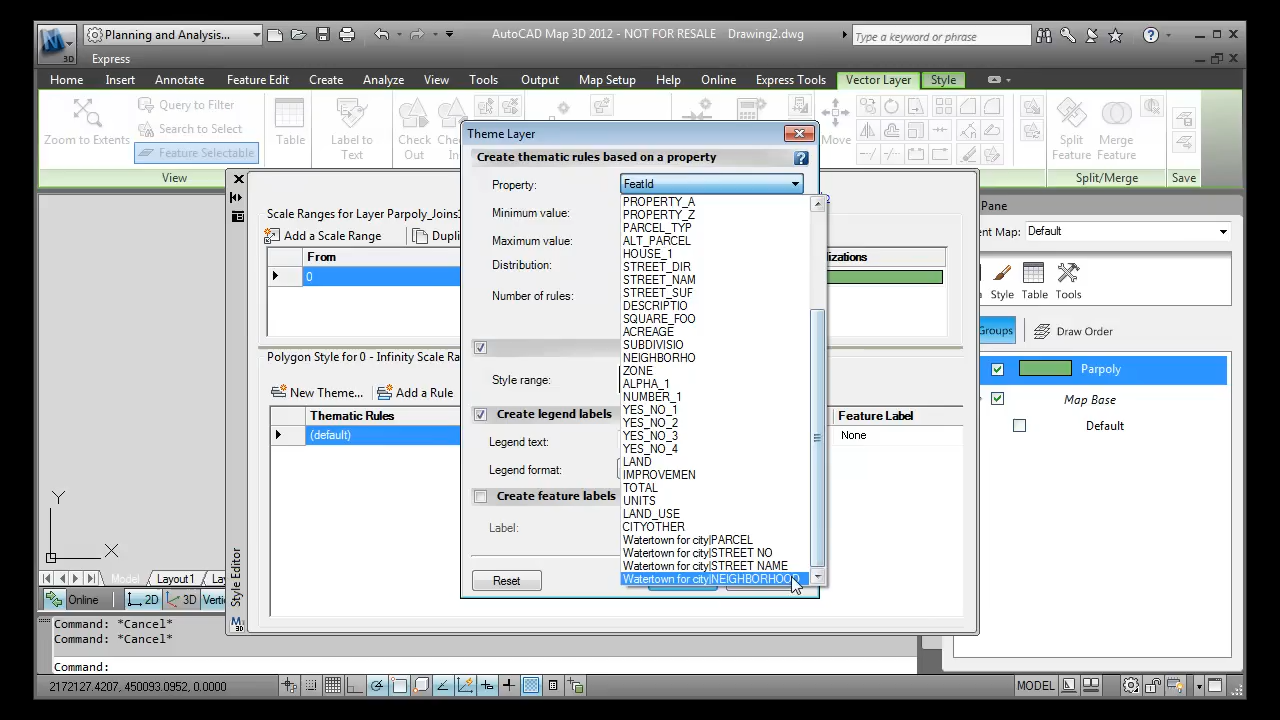 Planning and Analysis...
AutoCAD Map 3D 2012 - NOT FOR RESALE Drawing2.dwg
Type a keyword or phrase
3D
Express
Home Insert Annotate Feature Edit Create Analyze View Tools Output Map Setup Help Online Express Tools Vector Layer Style
Zoom to Extents
Query to Filter
Search to Select
Feature Selectable
Table
Label to
Text
Check
Out
Check
In
Move
Split
Feature
Merge
Feature
Save
View
Split/Merge
Theme Layer
Create thematic rules based on a property
Property: FeatId
Minimum value:
Maximum value:
Distribution:
Number of rules:
Style range:
Create legend labels
Legend text:
Legend format:
Create feature labels
Label:
Reset
PROPERTY_A
PROPERTY_Z
PARCEL_TYP
ALT_PARCEL
HOUSE_1
STREET_DIR
STREET_NAM
STREET_SUF
DESCRIPTIO
SQUARE_FOO
ACREAGE
SUBDIVISIO
NEIGHBORHO
ZONE
ALPHA_1
NUMBER_1
YES_NO_1
YES_NO_2
YES_NO_3
YES_NO_4
LAND
IMPROVEMEN
TOTAL
UNITS
LAND_USE
CITYOTHER
Watertown for city|PARCEL
Watertown for city|STREET NO
Watertown for city|STREET NAME
Watertown for city|NEIGHBORHOOD
Scale Ranges for Layer Parpoly_Joins
Add a Scale Range Dupli
From
0
Polygon Style for 0 - Infinity Scale Ra
New Theme... Add a Rule
Thematic Rules
(default)
Feature Label
None
Style Editor
M3D
Pane
ent Map: Default
Style Table Tools
Groups Draw Order
Parpoly
Map Base
Default
Y
X
Model Layout1
Online 2D 3D
Command: *Cancel*
Command: *Cancel*
Command:
2172127.4207, 450093.0952, 0.0000
MODEL